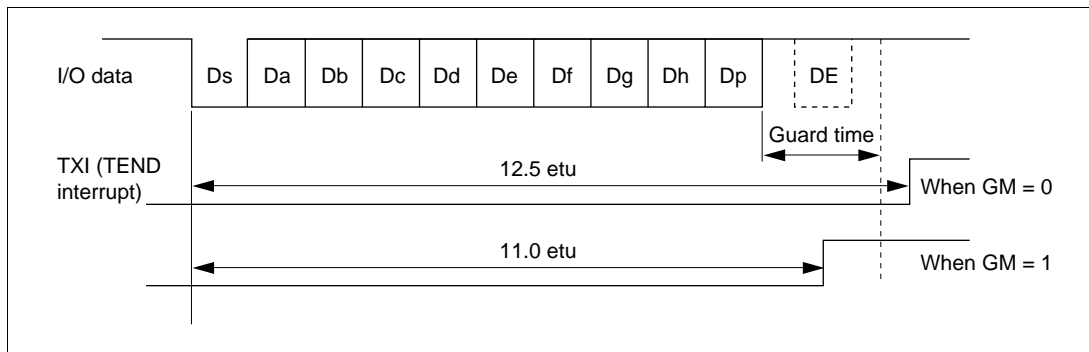 I/O data
Ds Da Db Dc Dd De Df Dg Dh Dp DE
Guard time
TXI (TEND
interrupt)
12.5 etu
When GM = 0
11.0 etu
When GM = 1